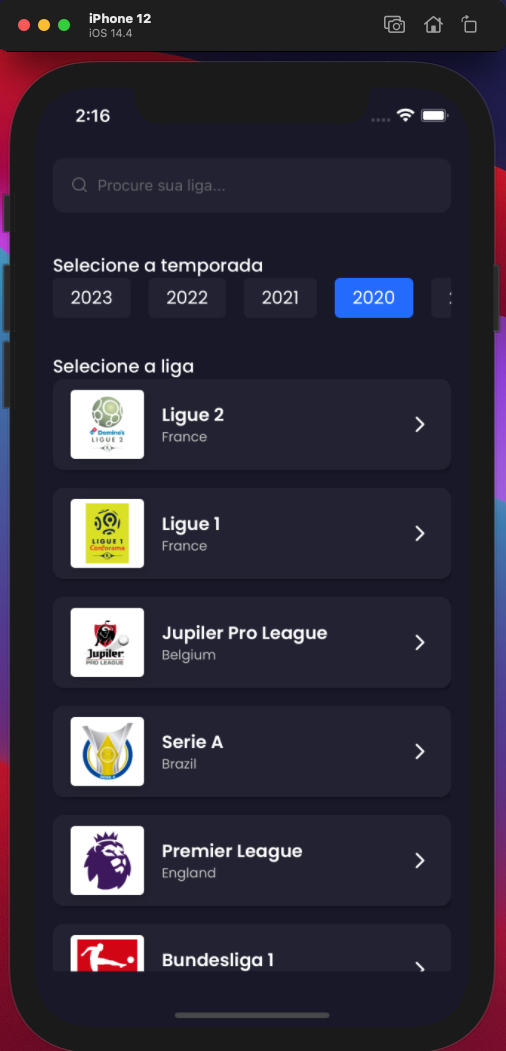 iPhone 12
iOS 14.4
2:16
Procure sua liga...
Selecione a temporada
2023 2022 2021 2020
Selecione a liga
Domino's
LIGUE 2
Ligue 2
France
LIGUE 1
Conforama
Ligue 1
France
Jupiler
PRO LEAGUE
Jupiler Pro League
Belgium
Serie A
Brazil
Premier League
England
Bundesliga 1